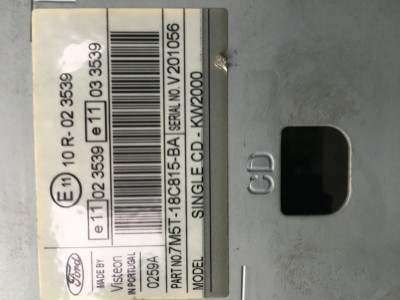 E11 10 R- 02 3539
e11 02 3539 e11 03 3539
Ford
MADE BY
Visteon
IN PORTUGAL
0259A
PART NO. 7M5T-18C815-BA
SERIAL NO. V 201056
MODEL
SINGLE CD - KW2000
CD